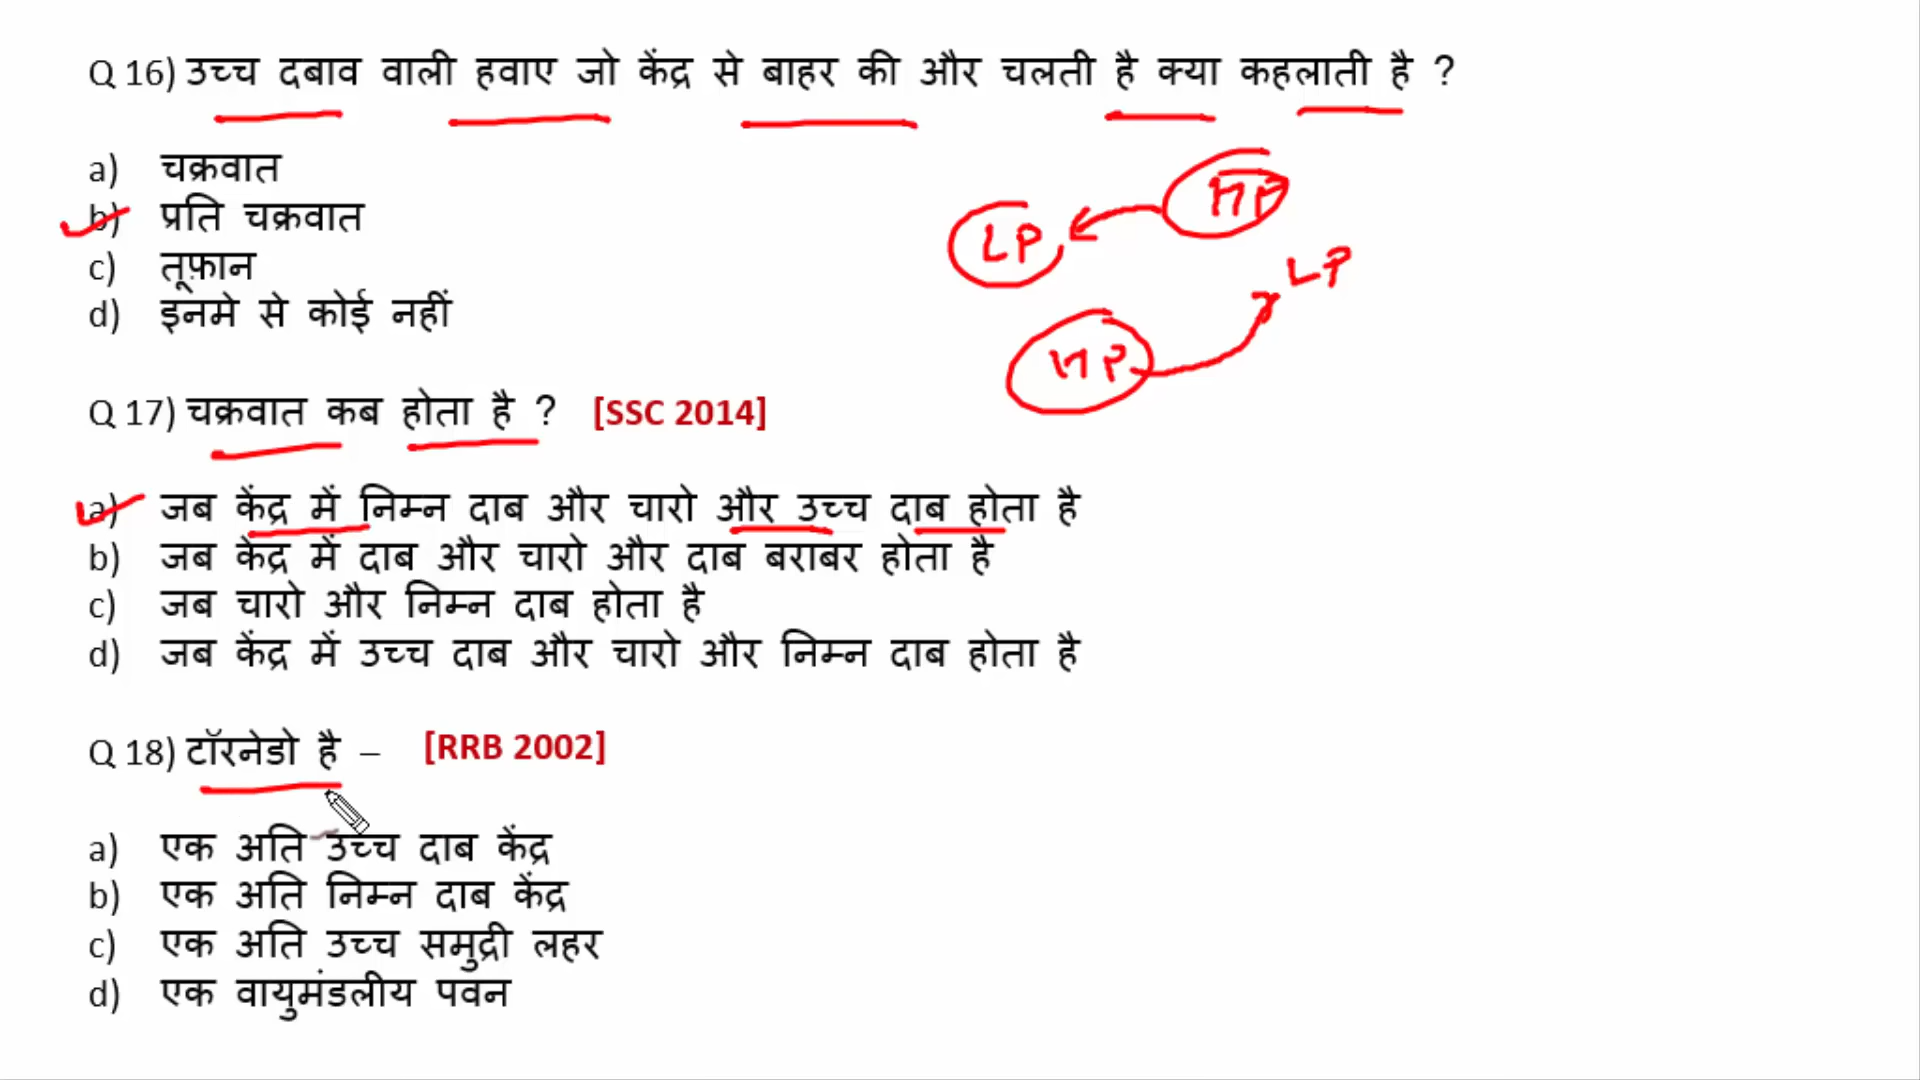 Q 16) उच्च दबाव वाली हवाए जो केंद्र से बाहर की और चलती है क्या कहलाती है ?
a) चक्रवात
b) प्रति चक्रवात
c) तूफ़ान
d) इनमे से कोई नहीं
HP
LP
LP
HP
Q 17) चक्रवात कब होता है ? [SSC 2014]
a) जब केंद्र में निम्न दाब और चारो और उच्च दाब होता है
b) जब केंद्र में दाब और चारो और दाब बराबर होता है
c) जब चारो और निम्न दाब होता है
d) जब केंद्र में उच्च दाब और चारो और निम्न दाब होता है
Q 18) टॉरनेडो है – [RRB 2002]
a) एक अति उच्च दाब केंद्र
b) एक अति निम्न दाब केंद्र
c) एक अति उच्च समुद्री लहर
d) एक वायुमंडलीय पवन